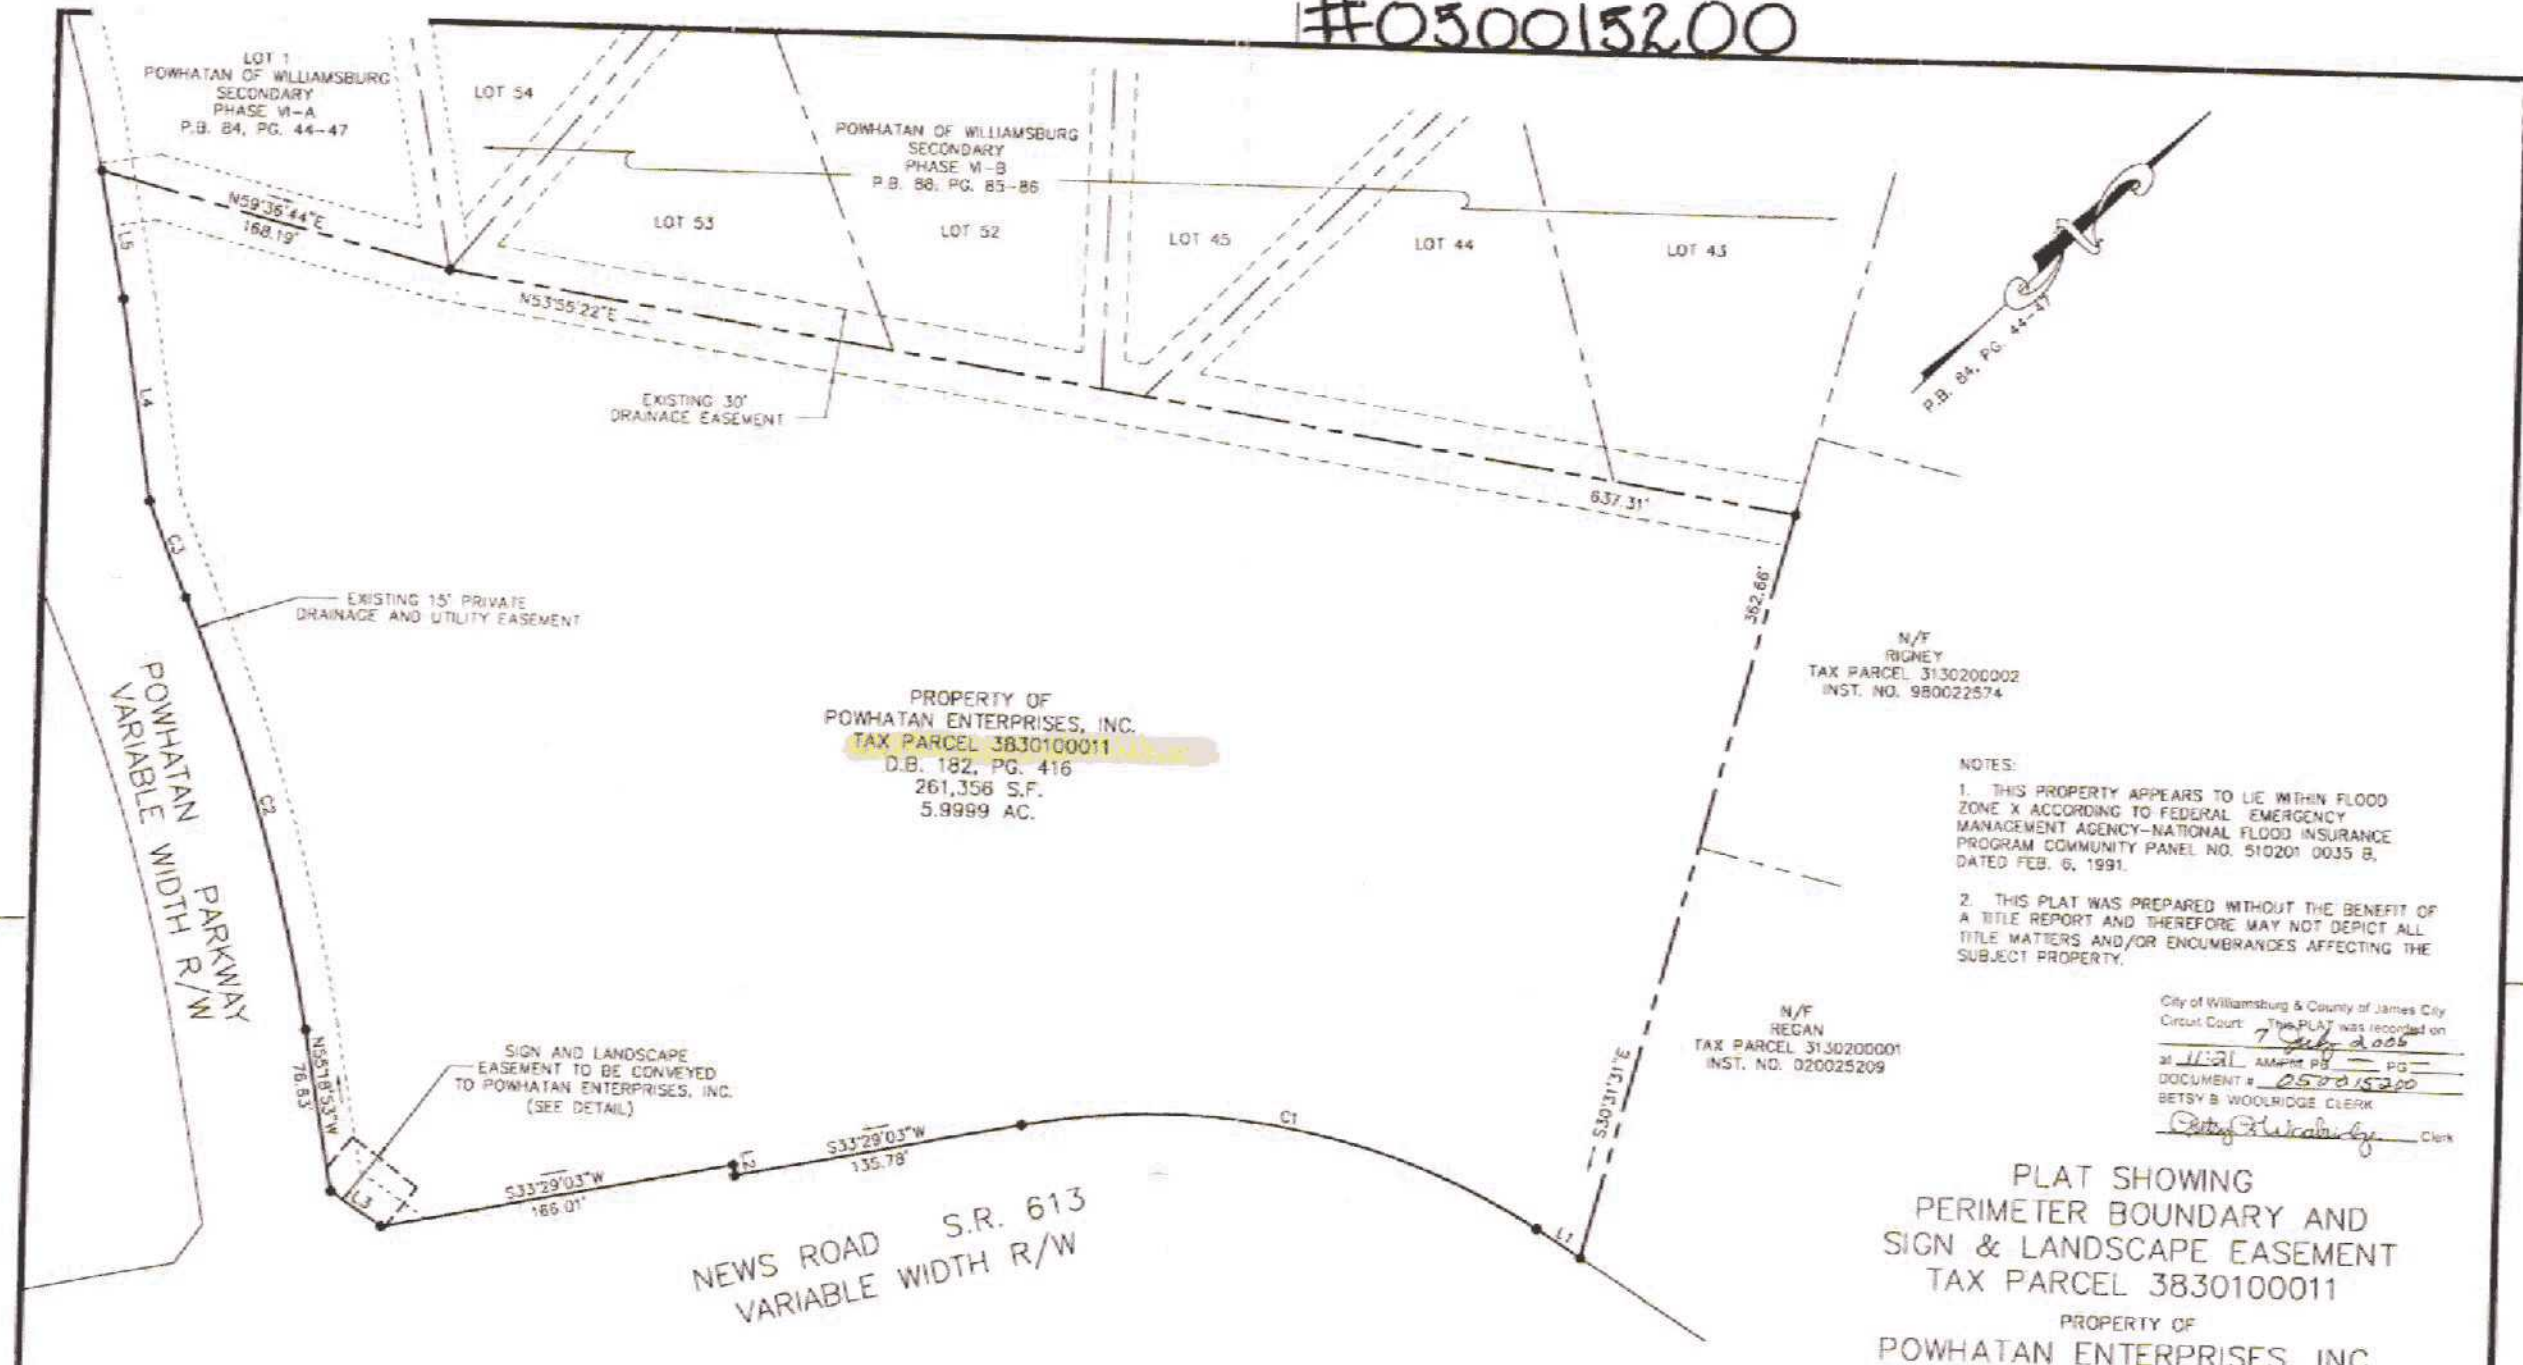 #050015200
LOT 1
POWHATAN OF WILLIAMSBURG
SECONDARY
PHASE VI-A
P.B. 84, PG. 44-47
LOT 54
POWHATAN OF WILLIAMSBURG
SECONDARY
PHASE VI-B
P.B. 88, PG. 85-86
LOT 53
LOT 52
LOT 45
LOT 44
LOT 43
P.B. 84, PG. 44-47
N59°36'44"E
168.19'
N53°55'22"E
637.31'
L5
L4
C3
C2
EXISTING 30'
DRAINAGE EASEMENT
EXISTING 15' PRIVATE
DRAINAGE AND UTILITY EASEMENT
362.66'
S30°31'31"E
N/F
RIGNEY
TAX PARCEL 3130200002
INST. NO. 980022574
PROPERTY OF
POWHATAN ENTERPRISES, INC.
TAX PARCEL 3830100011
D.B. 182, PG. 416
261,356 S.F.
5.9999 AC.
POWHATAN PARKWAY
VARIABLE WIDTH R/W
NOTES:
1. THIS PROPERTY APPEARS TO LIE WITHIN FLOOD
ZONE X ACCORDING TO FEDERAL EMERGENCY
MANAGEMENT AGENCY-NATIONAL FLOOD INSURANCE
PROGRAM COMMUNITY PANEL NO. 510201 0035 B,
DATED FEB. 6, 1991.
2. THIS PLAT WAS PREPARED WITHOUT THE BENEFIT OF
A TITLE REPORT AND THEREFORE MAY NOT DEPICT ALL
TITLE MATTERS AND/OR ENCUMBRANCES AFFECTING THE
SUBJECT PROPERTY.
N/F
REGAN
TAX PARCEL 3130200001
INST. NO. 020025209
City of Williamsburg & County of James City
Circuit Court: This PLAT was recorded on
7 July 2005
at 11:21 AM/PM. PB — PG —
DOCUMENT # 050015200
BETSY B. WOOLRIDGE, CLERK
Betsy B Woolridge Clerk
N55°18'53"W
76.83'
SIGN AND LANDSCAPE
EASEMENT TO BE CONVEYED
TO POWHATAN ENTERPRISES, INC.
(SEE DETAIL)
L3
S33°29'03"W
166.01'
L2
S33°29'03"W
135.78'
C1
L1
NEWS ROAD S.R. 613
VARIABLE WIDTH R/W
PLAT SHOWING
PERIMETER BOUNDARY AND
SIGN & LANDSCAPE EASEMENT
TAX PARCEL 3830100011
PROPERTY OF
POWHATAN ENTERPRISES, INC.